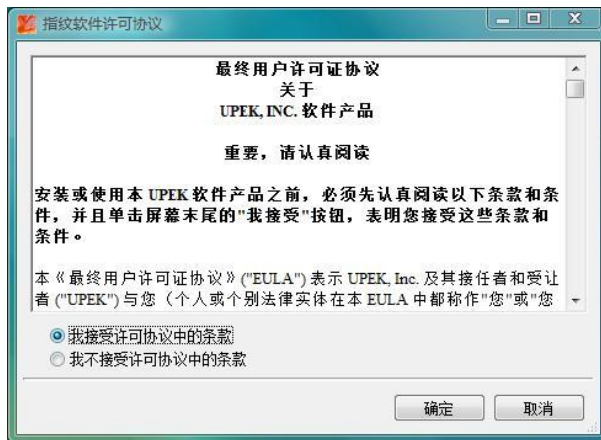 指纹软件许可协议
最终用户许可证协议
关于
UPEK, INC. 软件产品
重要，请认真阅读
安装或使用本 UPEK 软件产品之前，必须先认真阅读以下条款和条
件，并且单击屏幕末尾的"我接受"按钮，表明您接受这些条款和
条件。
本《最终用户许可证协议》("EULA") 表示 UPEK, Inc. 及其接任者和受让
者 ("UPEK") 与您（个人或个别法律实体在本 EULA 中都称作"您"或"您
我接受许可协议中的条款
我不接受许可协议中的条款
确定
取消